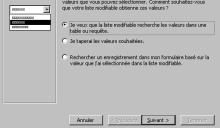 valeurs que vous pouvez sélectionner. Comment souhaitez-vous
que votre liste modifiable obtienne ces valeurs ?
Je veux que la liste modifiable recherche les valeurs dans une
table ou requête.
Je taperai les valeurs souhaitées.
Rechercher un enregistrement dans mon formulaire basé sur la
valeur que j'ai sélectionnée dans la liste modifiable.
Annuler
< Précédent
Suivant >
Terminer